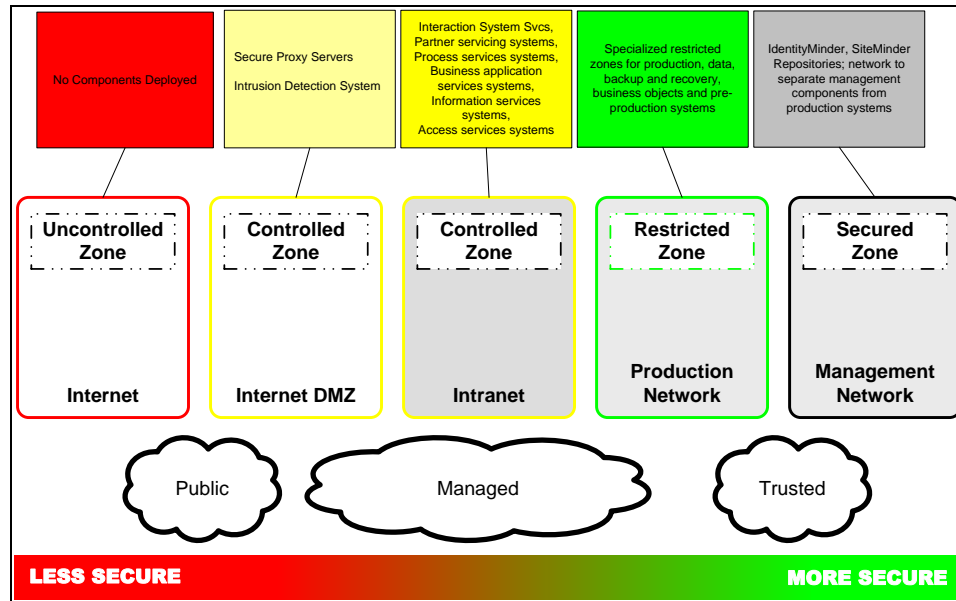 No Components Deployed
Secure Proxy Servers
Intrusion Detection System
Interaction System Svcs,
Partner servicing systems,
Process services systems,
Business application
services systems,
Information services
systems,
Access services systems
Specialized restricted
zones for production, data,
backup and recovery,
business objects and pre-
production systems
IdentityMinder, SiteMinder
Repositories; network to
separate management
components from
production systems
Uncontrolled
Zone
Internet
Controlled
Zone
Internet DMZ
Controlled
Zone
Intranet
Restricted
Zone
Production
Network
Secured
Zone
Management
Network
Public
Managed
Trusted
LESS SECURE
MORE SECURE